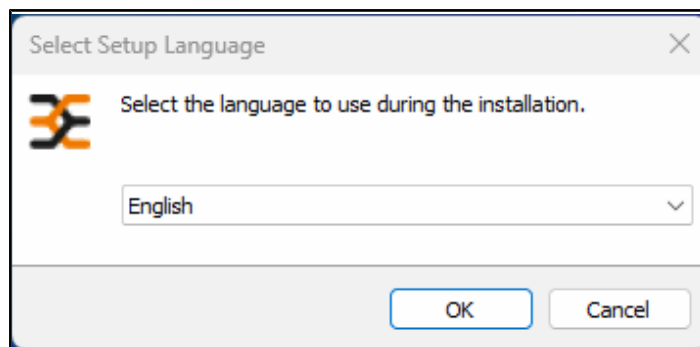 Select Setup Language
Select the language to use during the installation.
English
OK
Cancel